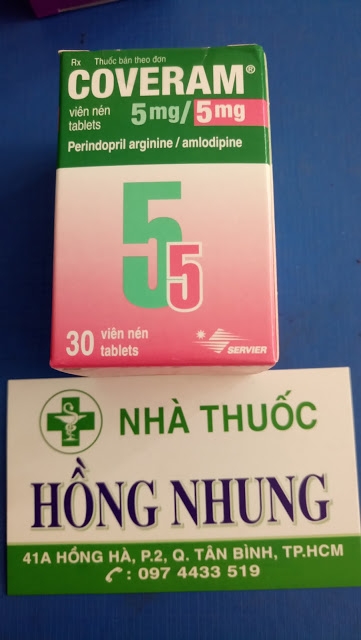 Rx Thuốc bán theo đơn
COVERAM®
viên nén 5mg/5mg
tablets
Perindopril arginine / amlodipine
5
5
30 viên nén
tablets
SERVIER
NHÀ THUỐC
HỒNG NHUNG
41A HỒNG HÀ, P.2, Q. TÂN BÌNH, TP.HCM
: 097 4433 519